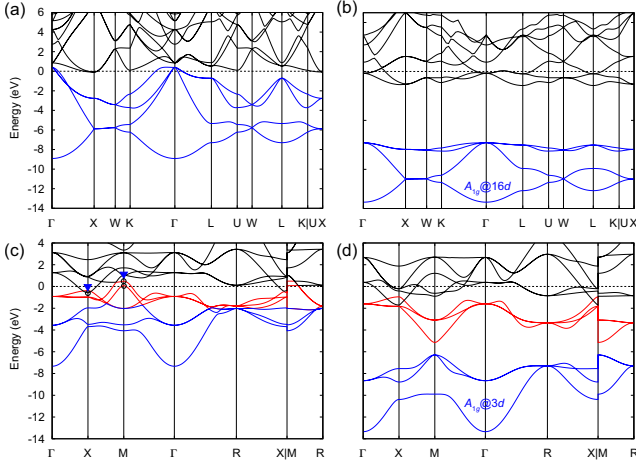 (a)
(b)
Energy (eV)
6
4
2
0
-2
-4
-6
-8
-10
-12
-14
A1g@16d
Γ X W K Γ L U W L K|U X
Γ X W K Γ L U W L K|U X
(c)
(d)
Energy (eV)
4
2
0
-2
-4
-6
-8
-10
-12
-14
A1g@3d
Γ X M Γ R X|M R
Γ X M Γ R X|M R